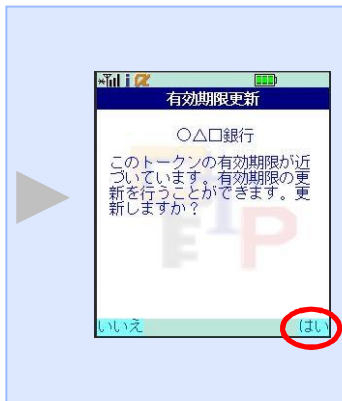 有効期限更新
○△□銀行
このトークンの有効期限が近
づいています。有効期限の更
新を行うことができます。更
新しますか？
いいえ はい